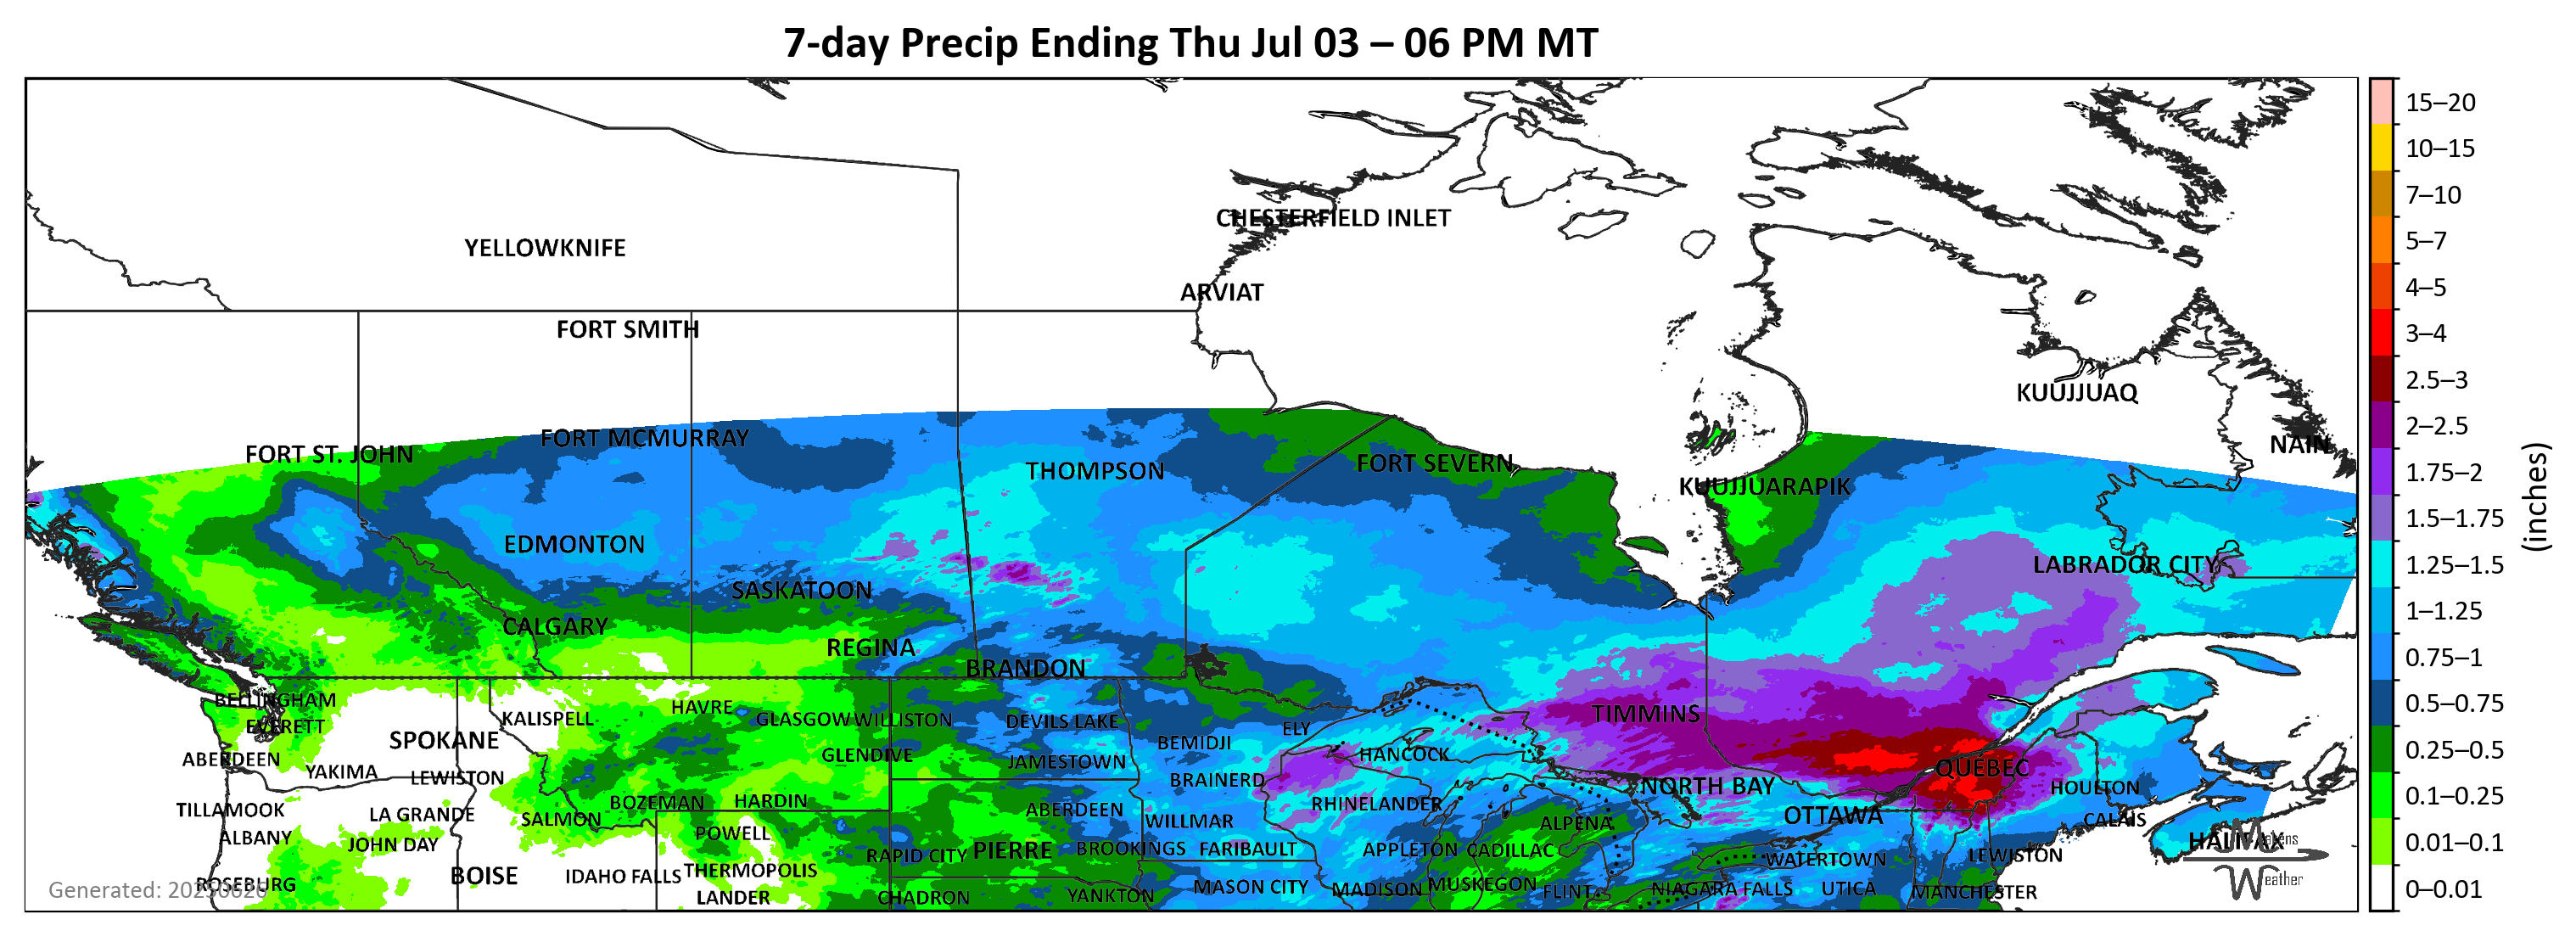 7-day Precip Ending Thu Jul 03 – 06 PM MT
CHESTERFIELD INLET
YELLOWKNIFE
ARVIAT
FORT SMITH
KUUJJUAQ
FORT MCMURRAY
NAIN
FORT ST. JOHN
FORT SEVERN
THOMPSON
KUUJJUARAPIK
EDMONTON
LABRADOR CITY
SASKATOON
CALGARY
REGINA
BRANDON
BELLINGHAM
HAVRE
TIMMINS
KALISPELL
GLASGOW
WILLISTON
DEVILS LAKE
EVERETT
ELY
SPOKANE
BEMIDJI
GLENDIVE
HANCOCK
ABERDEEN
JAMESTOWN
QUEBEC
YAKIMA
LEWISTON
BRAINERD
NORTH BAY
HOULTON
BOZEMAN
HARDIN
RHINELANDER
TILLAMOOK
LA GRANDE
SALMON
ABERDEEN
WILLMAR
ALPENA
OTTAWA
CALAIS
ALBANY
JOHN DAY
POWELL
HALIFAX
RAPID CITY
PIERRE
BROOKINGS
FARIBAULT
APPLETON
CADILLAC
WATERTOWN
LEWISTON
BOISE
IDAHO FALLS
THERMOPOLIS
ROSEBURG
MASON CITY
MADISON
MUSKEGON
FLINT
NIAGARA FALLS
UTICA
MANCHESTER
LANDER
CHADRON
YANKTON
Weather
15–20
10–15
7–10
5–7
4–5
3–4
2.5–3
2–2.5
1.75–2
1.5–1.75
1.25–1.5
1–1.25
0.75–1
0.5–0.75
0.25–0.5
0.1–0.25
0.01–0.1
0–0.01
(inches)